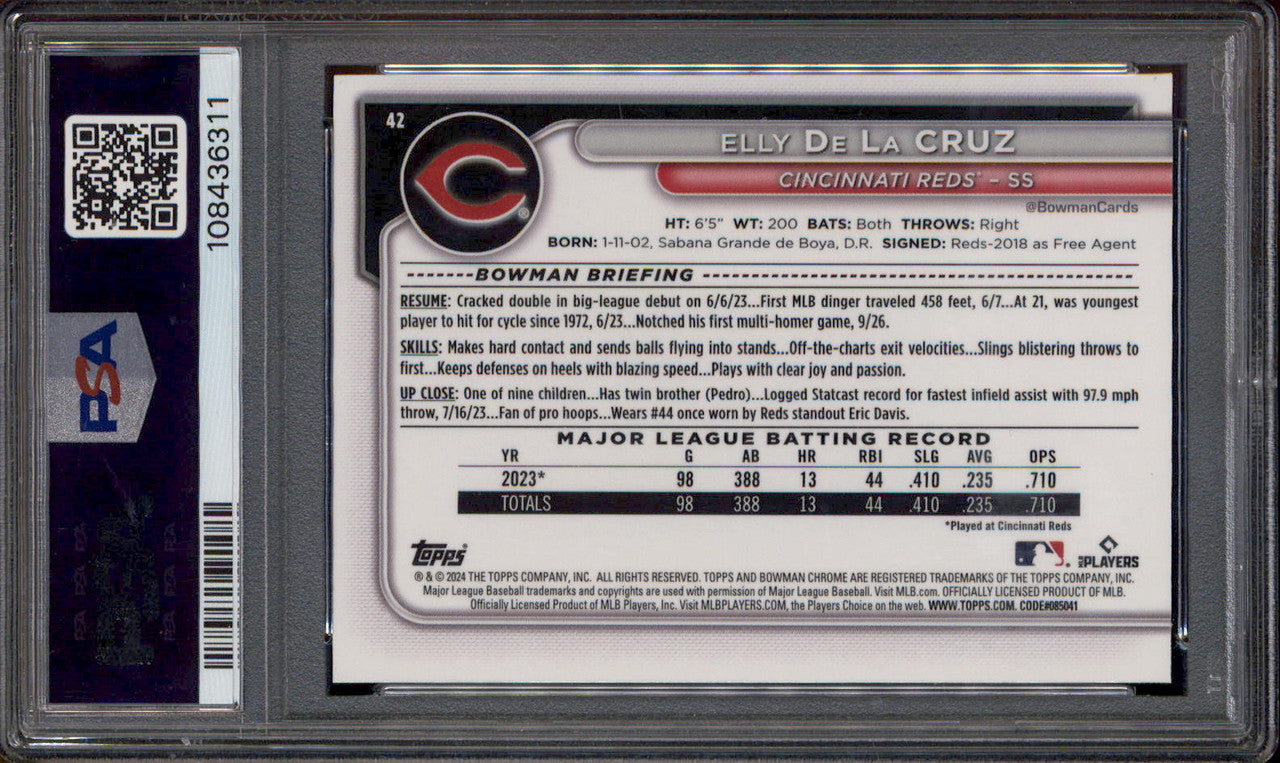 108436311
PSA
42
ELLY DE LA CRUZ
CINCINNATI REDS® – SS
@BowmanCards
HT: 6'5" WT: 200 BATS: Both THROWS: Right
BORN: 1-11-02, Sabana Grande de Boya, D.R. SIGNED: Reds-2018 as Free Agent
BOWMAN BRIEFING
RESUME: Cracked double in big-league debut on 6/6/23...First MLB dinger traveled 458 feet, 6/7...At 21, was youngest
player to hit for cycle since 1972, 6/23...Notched his first multi-homer game, 9/26.
SKILLS: Makes hard contact and sends balls flying into stands...Off-the-charts exit velocities...Slings blistering throws to
first...Keeps defenses on heels with blazing speed...Plays with clear joy and passion.
UP CLOSE: One of nine children...Has twin brother (Pedro)...Logged Statcast record for fastest infield assist with 97.9 mph
throw, 7/16/23...Fan of pro hoops...Wears #44 once worn by Reds standout Eric Davis.
MAJOR LEAGUE BATTING RECORD
YR G AB HR RBI SLG AVG OPS
2023* 98 388 13 44 .410 .235 .710
TOTALS 98 388 13 44 .410 .235 .710
*Played at Cincinnati Reds
Topps®
PLAYERS
® & © 2024 THE TOPPS COMPANY, INC. ALL RIGHTS RESERVED. TOPPS AND BOWMAN CHROME ARE REGISTERED TRADEMARKS OF THE TOPPS COMPANY, INC.
Major League Baseball trademarks and copyrights are used with permission of Major League Baseball. Visit MLB.com. OFFICIALLY LICENSED PRODUCT OF MLB.
Officially Licensed Product of MLB Players, Inc. Visit MLBPLAYERS.COM, the Players Choice on the web. WWW.TOPPS.COM. CODE#085041